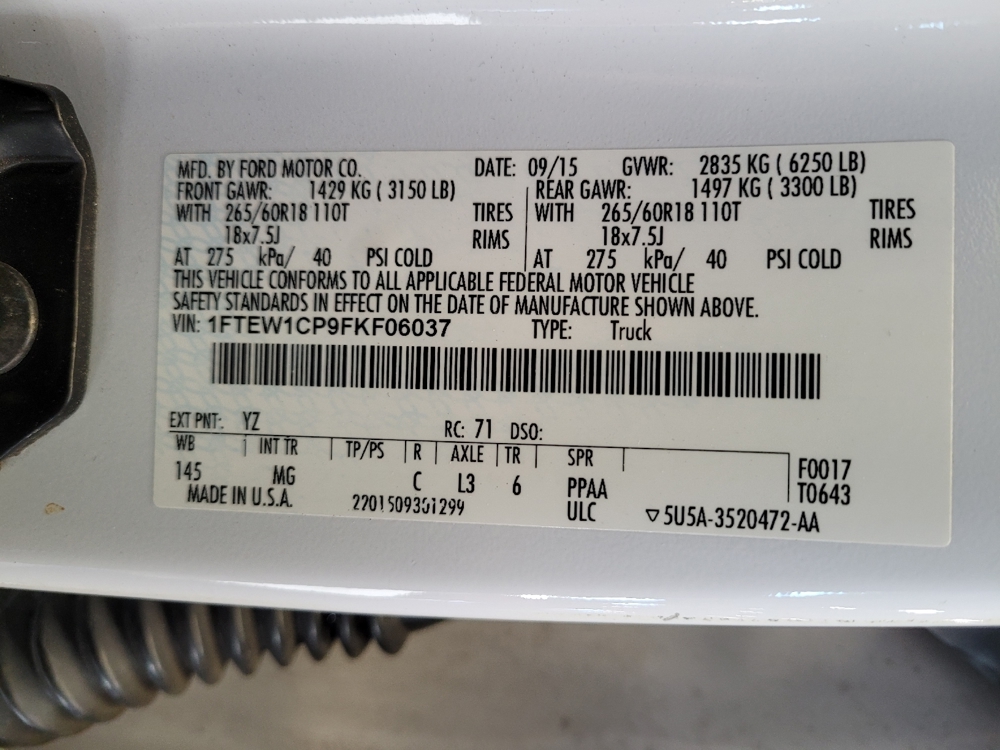 MFD. BY FORD MOTOR CO. DATE: 09/15 GVWR: 2835 KG ( 6250 LB)
FRONT GAWR: 1429 KG ( 3150 LB) REAR GAWR: 1497 KG ( 3300 LB)
WITH 265/60R18 110T TIRES WITH 265/60R18 110T TIRES
18x7.5J RIMS 18x7.5J RIMS
AT 275 kPa/ 40 PSI COLD AT 275 kPa/ 40 PSI COLD
THIS VEHICLE CONFORMS TO ALL APPLICABLE FEDERAL MOTOR VEHICLE
SAFETY STANDARDS IN EFFECT ON THE DATE OF MANUFACTURE SHOWN ABOVE.
VIN: 1FTEW1CP9FKF06037 TYPE: Truck
EXT PNT: YZ RC: 71 DSO:
WB INT TR TP/PS R AXLE TR SPR F0017
145 MG C L3 6 PPAA T0643
MADE IN U.S.A. 2201509301299 ULC ▽5U5A-3520472-AA